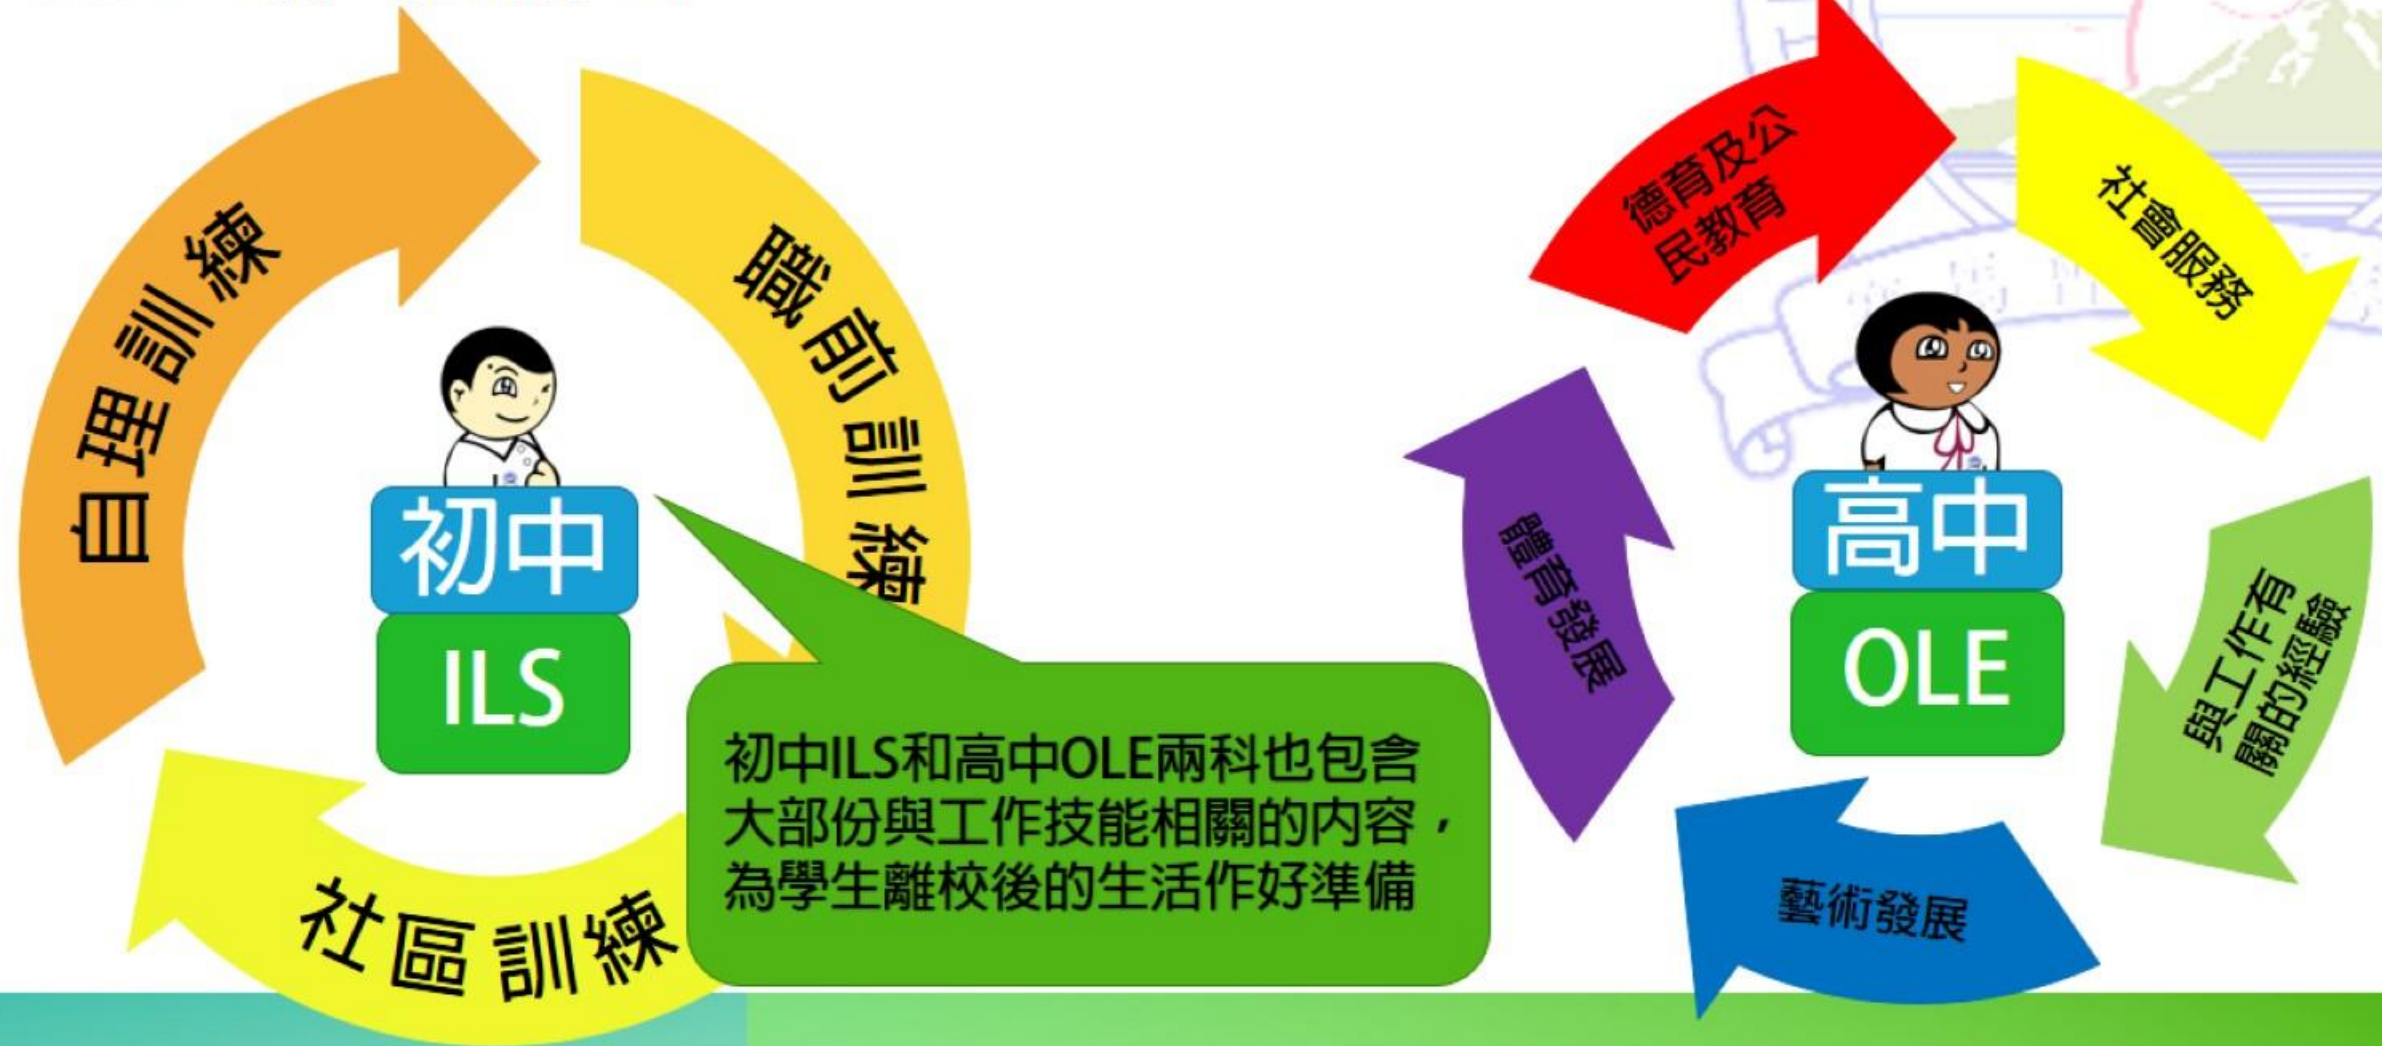 自理訓練
職前訓練
社區訓練
初中
ILS
初中ILS和高中OLE兩科也包含
大部份與工作技能相關的内容，
為學生離校後的生活作好準備
德育及公
民教育
社會服務
與工作有
關的經驗
藝術發展
體育發展
高中
OLE